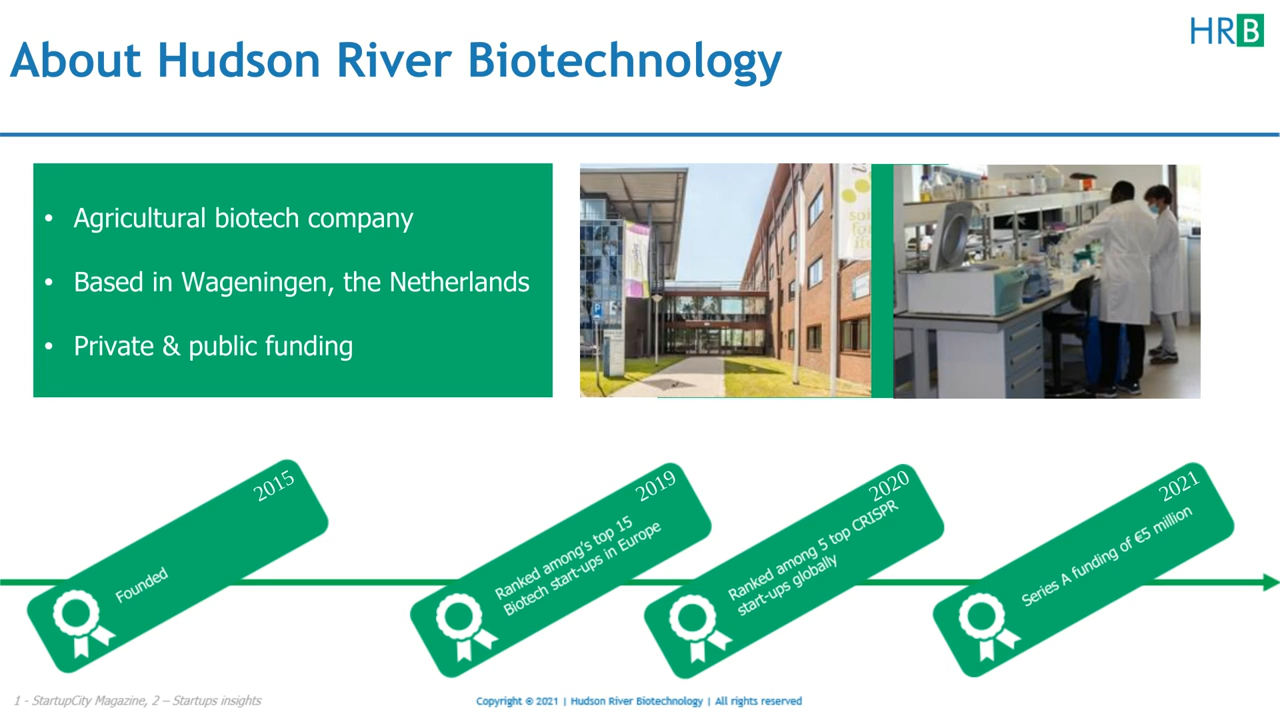 About Hudson River Biotechnology
HRB
• Agricultural biotech company
• Based in Wageningen, the Netherlands
• Private & public funding
2015
Founded
2019
Ranked among's top 15
Biotech start-ups in Europe
2020
Ranked among 5 top CRISPR
start-ups globally
2021
Series A funding of €5 million
1 - StartupCity Magazine, 2 – Startups insights
Copyright © 2021 | Hudson River Biotechnology | All rights reserved